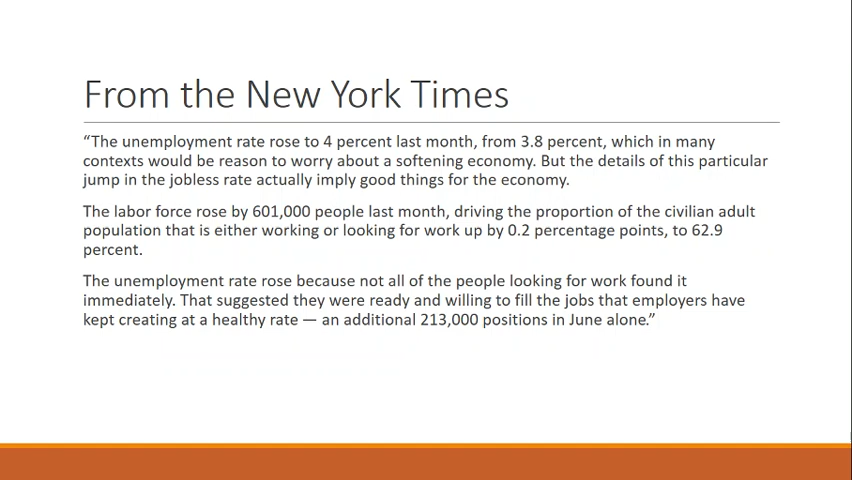 From the New York Times
“The unemployment rate rose to 4 percent last month, from 3.8 percent, which in many
contexts would be reason to worry about a softening economy. But the details of this particular
jump in the jobless rate actually imply good things for the economy.
The labor force rose by 601,000 people last month, driving the proportion of the civilian adult
population that is either working or looking for work up by 0.2 percentage points, to 62.9
percent.
The unemployment rate rose because not all of the people looking for work found it
immediately. That suggested they were ready and willing to fill the jobs that employers have
kept creating at a healthy rate — an additional 213,000 positions in June alone.”